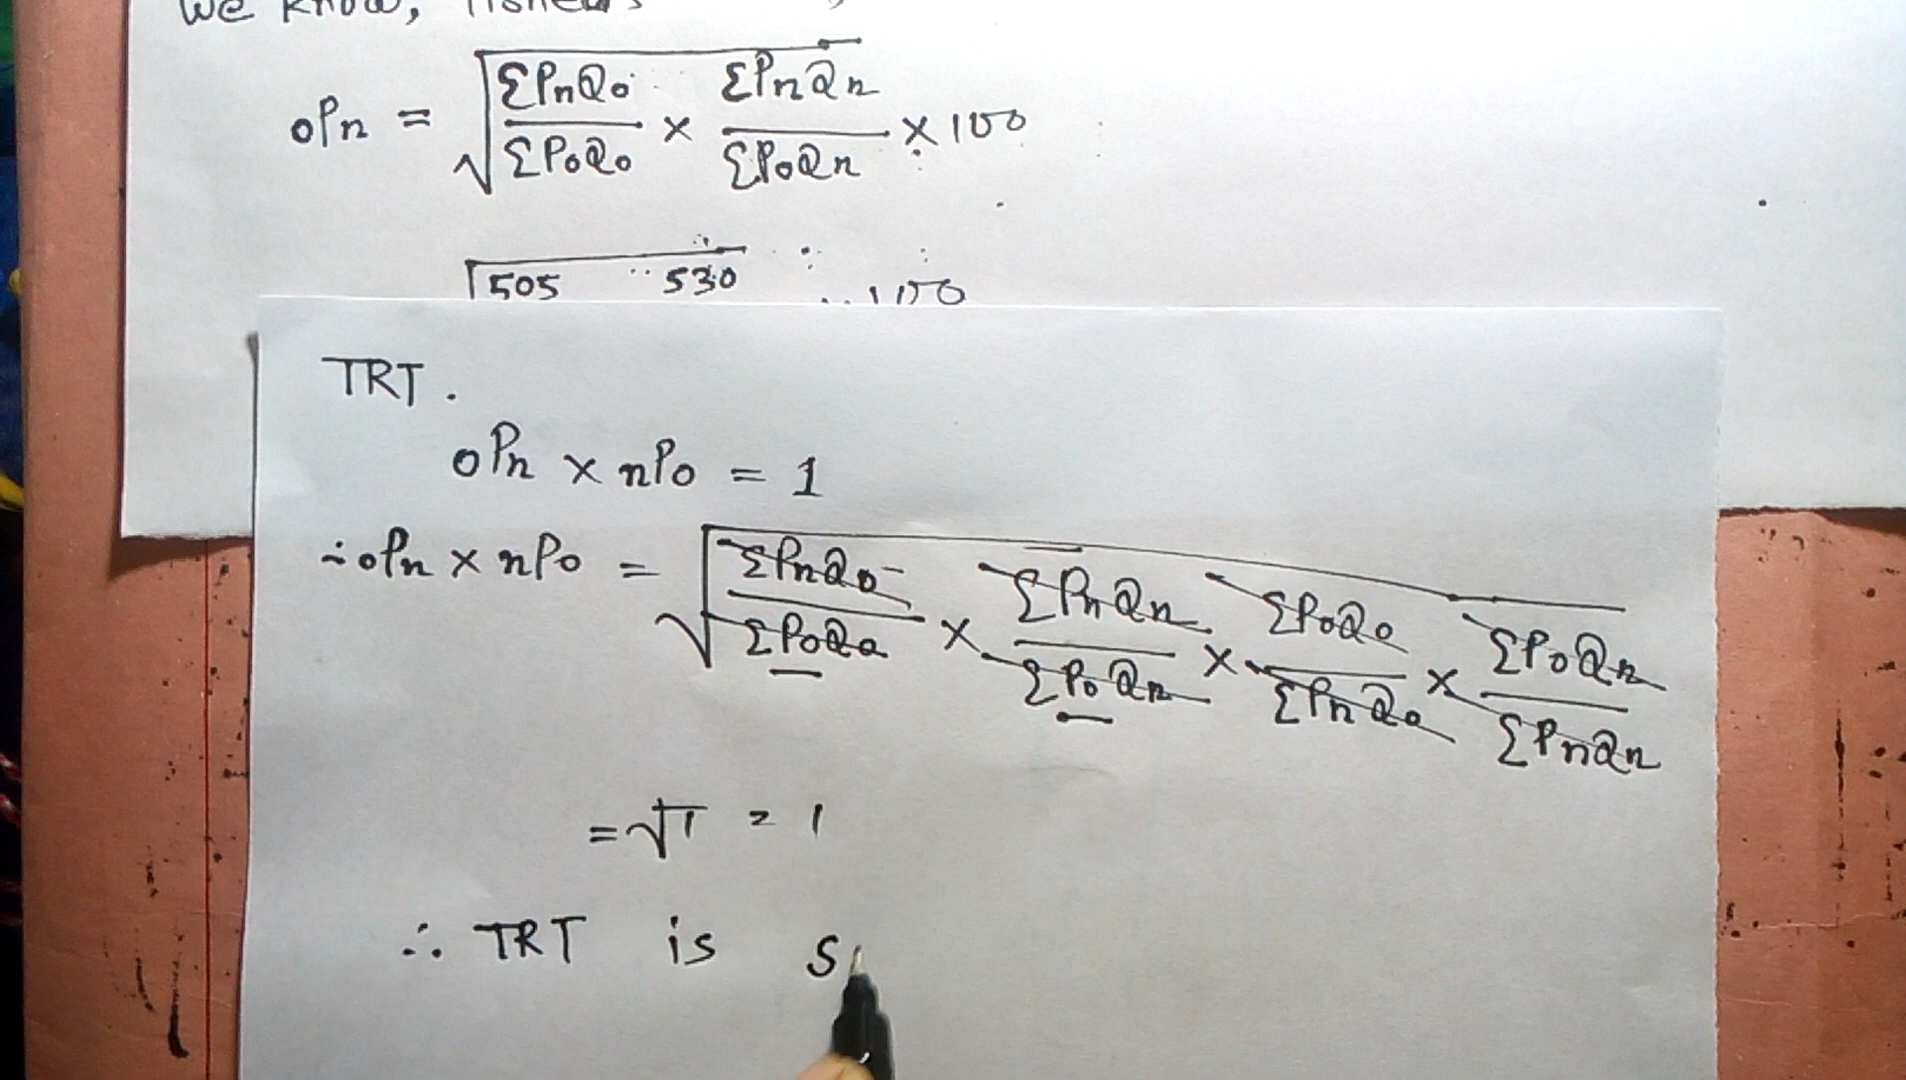 We know,
oPn = √ΣPnQo/ΣPoQo × ΣPnQn/ΣPoQn × 100
√505 530 100
TRT.
oPn × nPo = 1
∴ oPn × nPo = √ΣPnQo/ΣPoQo × ΣPnQn/ΣPoQn × ΣPoQo/ΣPnQo × ΣPoQn/ΣPnQn
= √1 = 1
∴ TRT is S